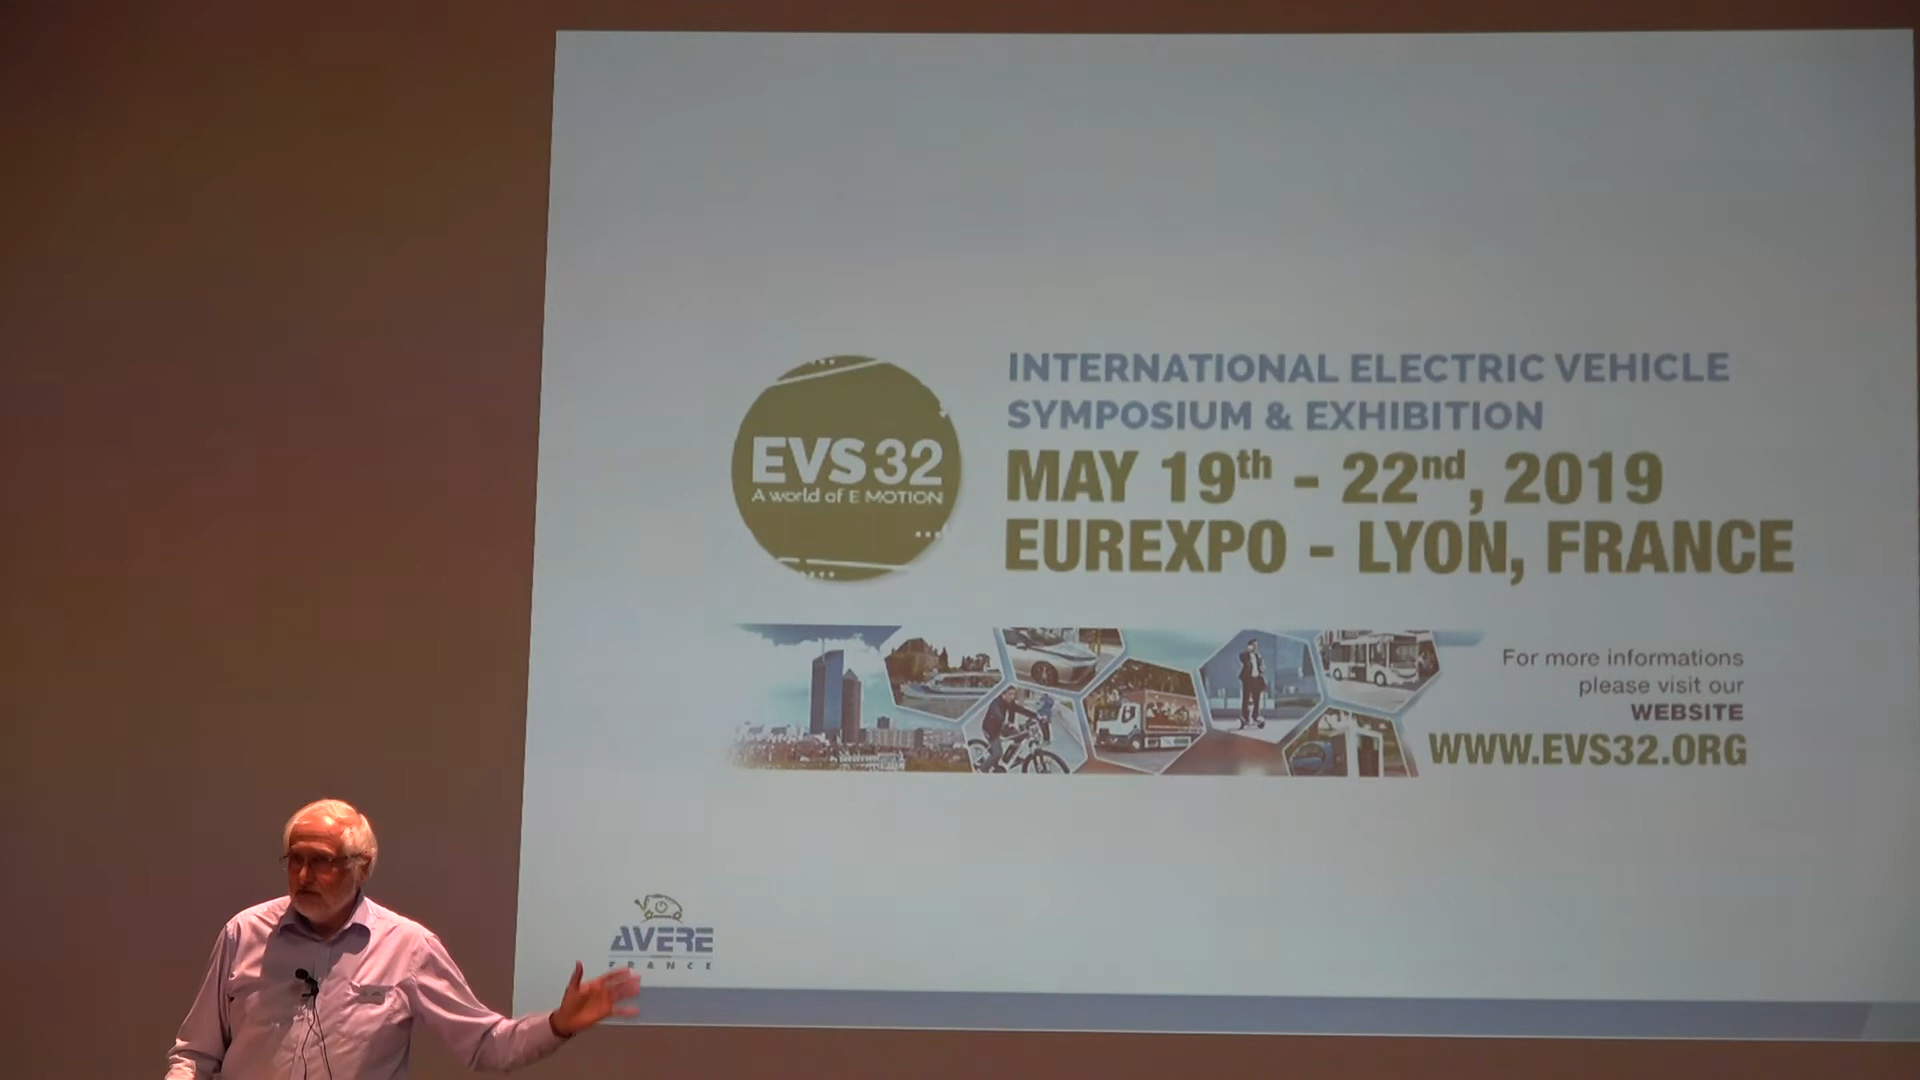 INTERNATIONAL ELECTRIC VEHICLE
SYMPOSIUM & EXHIBITION
EVS32
A world of E MOTION
MAY 19th - 22nd, 2019
EUREXPO - LYON, FRANCE
For more informations
please visit our
WEBSITE
WWW.EVS32.ORG
AVERE
FRANCE